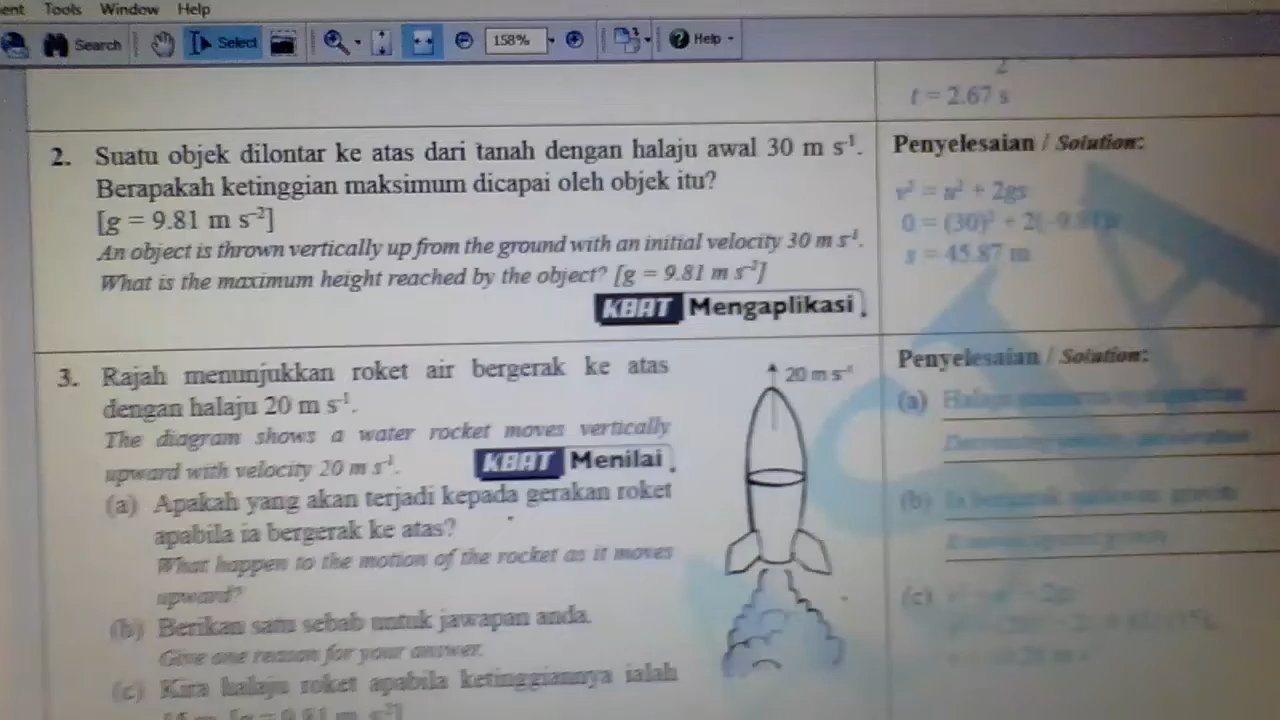 ent Tools Window Help
Search Select 158% Help
t = 2.67 s
2. Suatu objek dilontar ke atas dari tanah dengan halaju awal 30 m s⁻¹.
Berapakah ketinggian maksimum dicapai oleh objek itu?
[g = 9.81 m s⁻²]
An object is thrown vertically up from the ground with an initial velocity 30 m s⁻¹.
What is the maximum height reached by the object? [g = 9.81 m s⁻²]
KBAT Mengaplikasi
Penyelesaian / Solution:
v² = u² + 2gs
0 = (30)² + 2(-9.81)s
s = 45.87 m
3. Rajah menunjukkan roket air bergerak ke atas
dengan halaju 20 m s⁻¹.
The diagram shows a water rocket moves vertically
upward with velocity 20 m s⁻¹.
KBAT Menilai
(a) Apakah yang akan terjadi kepada gerakan roket
apabila ia bergerak ke atas?
What happen to the motion of the rocket as it moves
upward?
(b) Berikan satu sebab untuk jawapan anda.
Give one reason for your answer.
(c) Kira halaju roket apabila ketinggiannya ialah
20 m s⁻¹
Penyelesaian / Solution:
(a)
(b)
(c)